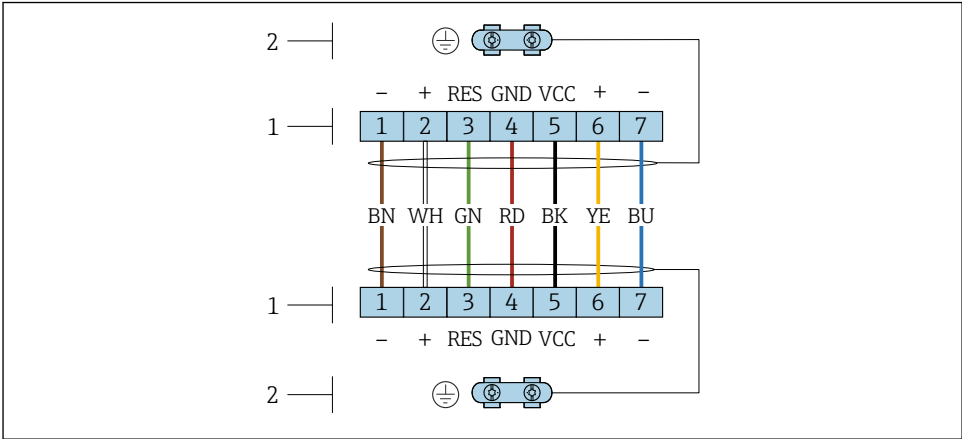 2
– + RES GND VCC + –
1
1 2 3 4 5 6 7
BN WH GN RD BK YE BU
1
1 2 3 4 5 6 7
– + RES GND VCC + –
2